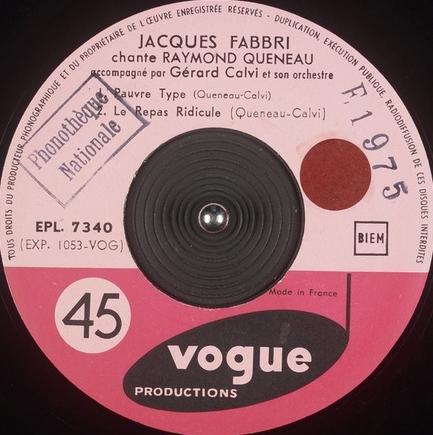 TOUS DROITS DU PRODUCTEUR PHONOGRAPHIQUE ET DU PROPRIÉTAIRE DE L'ŒUVRE ENREGISTRÉE RÉSERVÉS - DUPLICATION, EXÉCUTION PUBLIQUE, RADIODIFFUSION DE CES DISQUES INTERDITES
JACQUES FABBRI
chante RAYMOND QUENEAU
accompagné par Gérard Calvi et son orchestre
Pauvre Type (Queneau-Calvi)
2. Le Repas Ridicule (Queneau-Calvi)
Phonothèque
Nationale
E1975
EPL. 7340
(EXP. 1053-VOG)
BIEM
Made in France
45
vogue
PRODUCTIONS